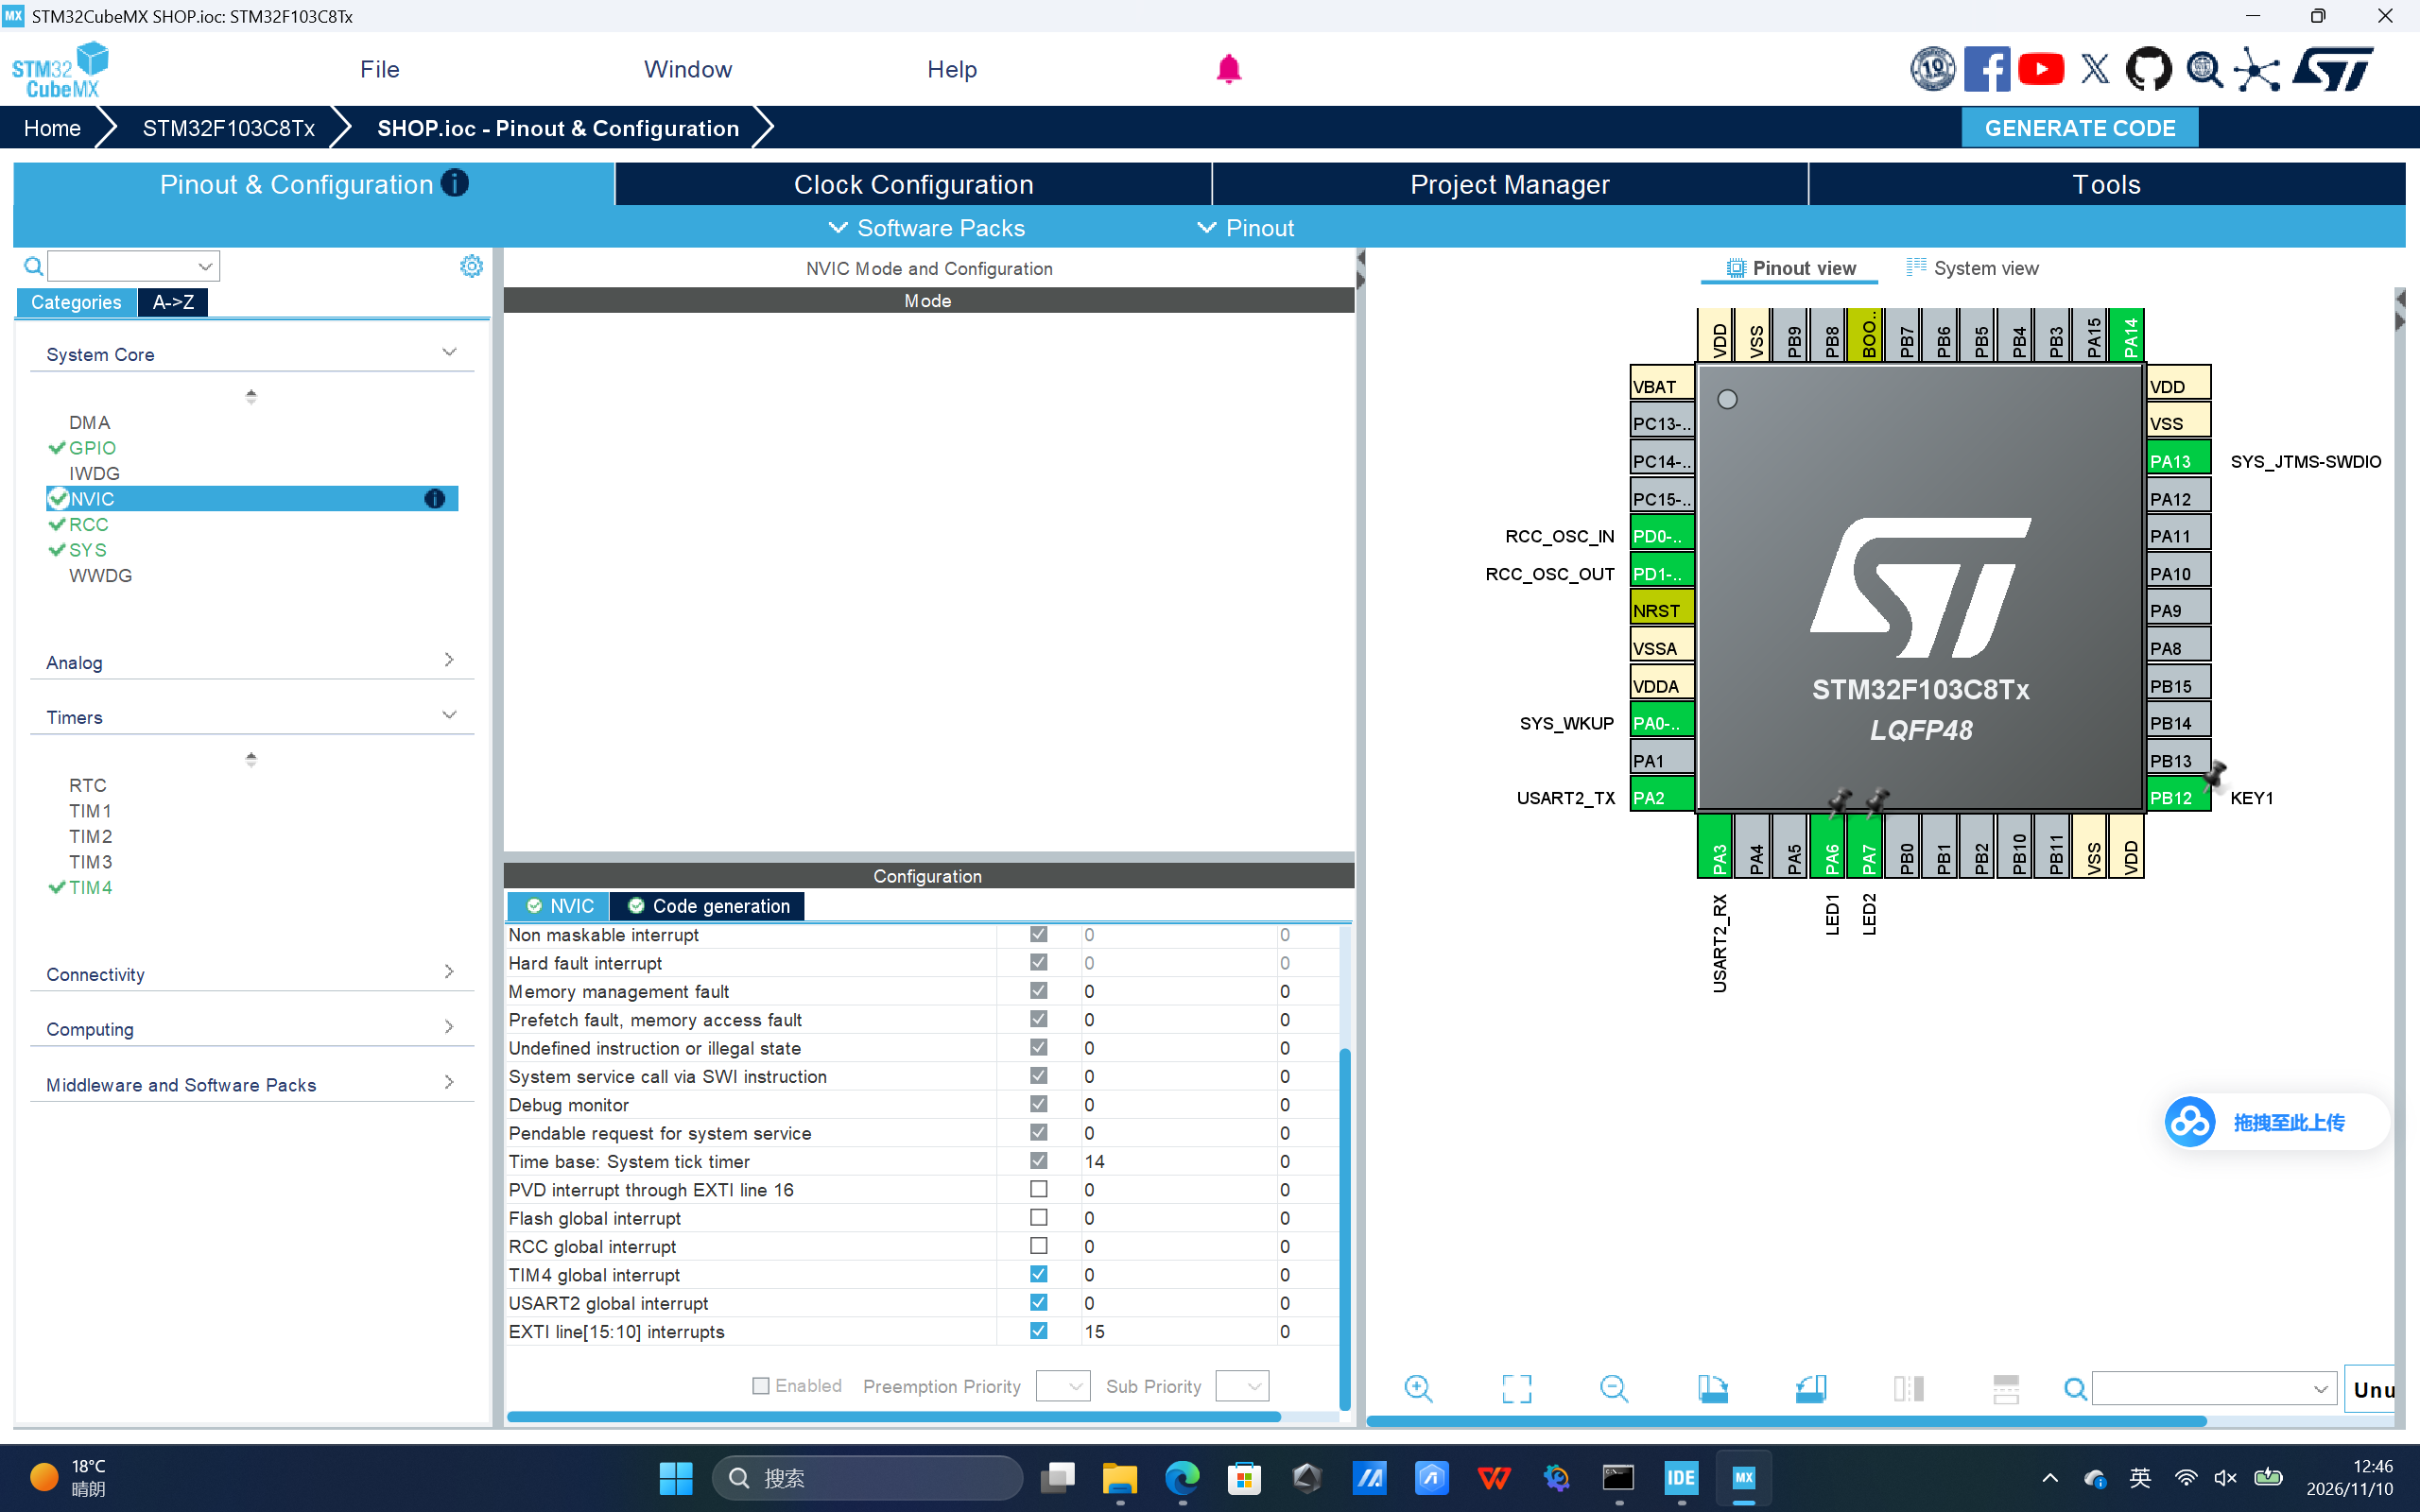 MX STM32CubeMX SHOP.ioc: STM32F103C8Tx
STM32 CubeMX
File Window Help
10
ST
Home STM32F103C8Tx SHOP.ioc - Pinout & Configuration GENERATE CODE
Pinout & Configuration Clock Configuration Project Manager Tools
Software Packs Pinout
Categories A->Z
System Core
DMA
GPIO
IWDG
NVIC
RCC
SYS
WWDG
Analog
Timers
RTC
TIM1
TIM2
TIM3
TIM4
Connectivity
Computing
Middleware and Software Packs
NVIC Mode and Configuration
Mode
Configuration
NVIC Code generation
Non maskable interrupt 0 0
Hard fault interrupt 0 0
Memory management fault 0 0
Prefetch fault, memory access fault 0 0
Undefined instruction or illegal state 0 0
System service call via SWI instruction 0 0
Debug monitor 0 0
Pendable request for system service 0 0
Time base: System tick timer 14 0
PVD interrupt through EXTI line 16 0 0
Flash global interrupt 0 0
RCC global interrupt 0 0
TIM4 global interrupt 0 0
USART2 global interrupt 0 0
EXTI line[15:10] interrupts 15 0
Enabled Preemption Priority Sub Priority
Pinout view System view
VDD VSS PB9 PB8 BOO.. PB7 PB6 PB5 PB4 PB3 PA15 PA14
VBAT
PC13-..
PC14-..
PC15-..
RCC_OSC_IN PD0-..
RCC_OSC_OUT PD1-..
NRST
VSSA
VDDA
SYS_WKUP PA0-..
PA1
USART2_TX PA2
ST
STM32F103C8Tx
LQFP48
VDD
VSS
PA13 SYS_JTMS-SWDIO
PA12
PA11
PA10
PA9
PA8
PB15
PB14
PB13
PB12 KEY1
PA3 PA4 PA5 PA6 PA7 PB0 PB1 PB2 PB10 PB11 VSS VDD
USART2_RX LED1 LED2
拖拽至此上传
Unu
18°C
晴朗
搜索
IDE
MX
英
12:46
2026/11/10